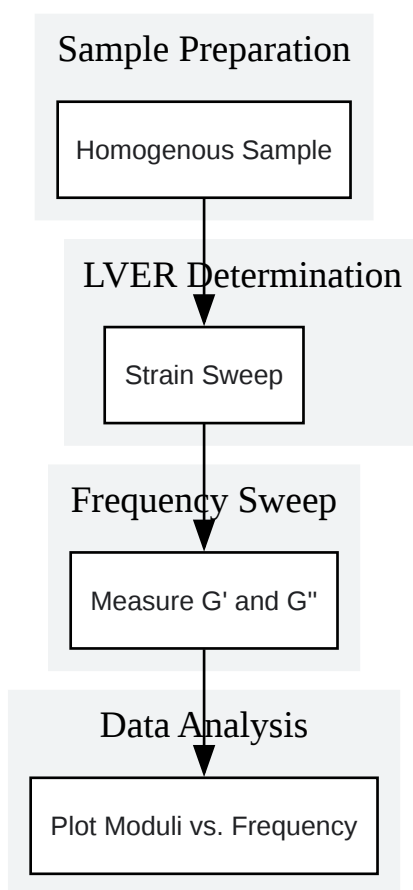 Sample Preparation
Homogenous Sample
LVER Determination
Strain Sweep
Frequency Sweep
Measure G' and G''
Data Analysis
Plot Moduli vs. Frequency